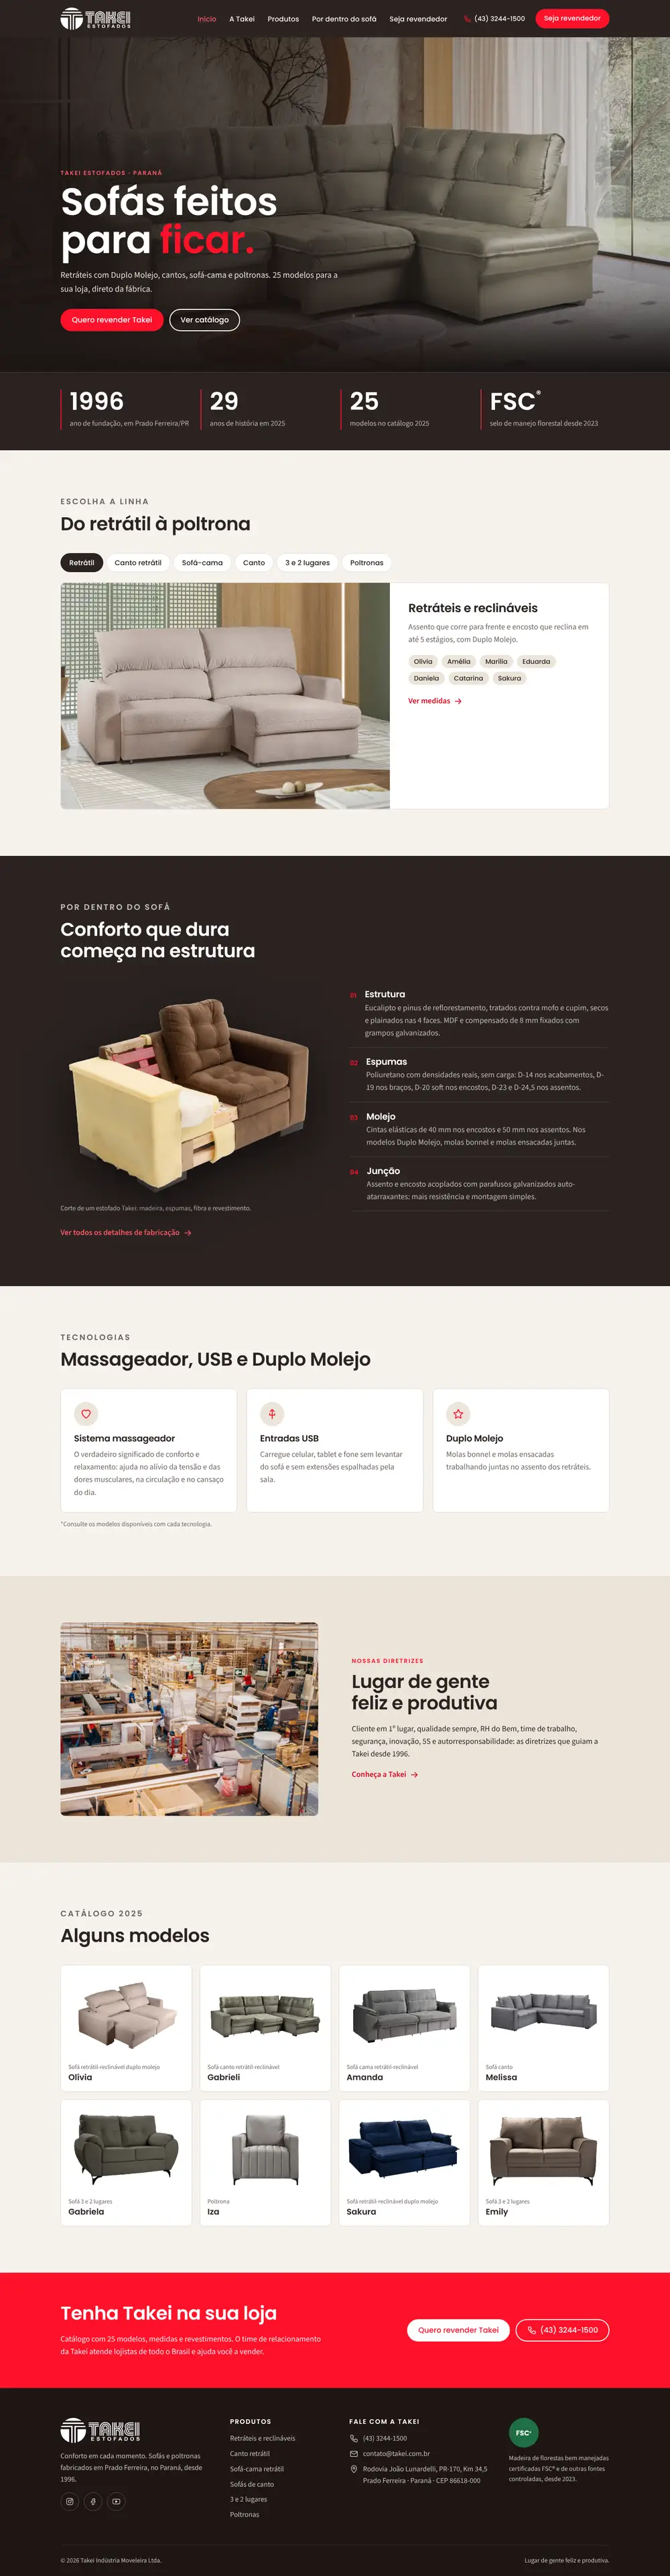 TAKEI
ESTOFADOS
Início
A Takei
Produtos
Por dentro do sofá
Seja revendedor
(43) 3244-1500
Seja revendedor
TAKEI ESTOFADOS · PARANÁ
Sofás feitos
para ficar.
Retráteis com Duplo Molejo, cantos, sofá-cama e poltronas. 25 modelos para a
sua loja, direto da fábrica.
Quero revender Takei
Ver catálogo
1996
ano de fundação, em Prado Ferreira/PR
29
anos de história em 2025
25
modelos no catálogo 2025
FSC®
selo de manejo florestal desde 2023
ESCOLHA A LINHA
Do retrátil à poltrona
Retrátil
Canto retrátil
Sofá-cama
Canto
3 e 2 lugares
Poltronas
Retráteis e reclináveis
Assento que corre para frente e encosto que reclina em
até 5 estágios, com Duplo Molejo.
Olívia
Amélia
Marília
Eduarda
Daniela
Catarina
Sakura
Ver medidas →
POR DENTRO DO SOFÁ
Conforto que dura
começa na estrutura
01 Estrutura
Eucalipto e pinus de reflorestamento, tratados contra mofo e cupim, secos
e plainados nas 4 faces. MDF e compensado de 8 mm fixados com
grampos galvanizados.
02 Espumas
Poliuretano com densidades reais, sem carga: D-14 nos acabamentos, D-
19 nos braços, D-20 soft nos encostos, D-23 e D-24,5 nos assentos.
03 Molejo
Cintas elásticas de 40 mm nos encostos e 50 mm nos assentos. Nos
modelos Duplo Molejo, molas bonnel e molas ensacadas juntas.
04 Junção
Assento e encosto acoplados com parafusos galvanizados auto-
atarraxantes: mais resistência e montagem simples.
Corte de um estofado Takei: madeira, espumas, fibra e revestimento.
Ver todos os detalhes de fabricação →
TECNOLOGIAS
Massageador, USB e Duplo Molejo
Sistema massageador
O verdadeiro significado de conforto e
relaxamento: ajuda no alívio da tensão e das
dores musculares, na circulação e no cansaço
do dia.
Entradas USB
Carregue celular, tablet e fone sem levantar
do sofá e sem extensões espalhadas pela
sala.
Duplo Molejo
Molas bonnel e molas ensacadas
trabalhando juntas no assento dos retráteis.
*Consulte os modelos disponíveis com cada tecnologia.
NOSSAS DIRETRIZES
Lugar de gente
feliz e produtiva
Cliente em 1º lugar, qualidade sempre, RH do Bem, time de trabalho,
segurança, inovação, 5S e autorresponsabilidade: as diretrizes que guiam a
Takei desde 1996.
Conheça a Takei →
CATÁLOGO 2025
Alguns modelos
Sofá retrátil-reclinável duplo molejo
Olívia
Sofá canto retrátil-reclinável
Gabrieli
Sofá cama retrátil-reclinável
Amanda
Sofá canto
Melissa
Sofá 3 e 2 lugares
Gabriela
Poltrona
Iza
Sofá retrátil-reclinável duplo molejo
Sakura
Sofá 3 e 2 lugares
Emily
Tenha Takei na sua loja
Catálogo com 25 modelos, medidas e revestimentos. O time de relacionamento
da Takei atende lojistas de todo o Brasil e ajuda você a vender.
Quero revender Takei
(43) 3244-1500
TAKEI
ESTOFADOS
Conforto em cada momento. Sofás e poltronas
fabricados em Prado Ferreira, no Paraná, desde
1996.
PRODUTOS
Retráteis e reclináveis
Canto retrátil
Sofá-cama retrátil
Sofás de canto
3 e 2 lugares
Poltronas
FALE COM A TAKEI
(43) 3244-1500
contato@takei.com.br
Rodovia João Lunardelli, PR-170, Km 34,5
Prado Ferreira · Paraná · CEP 86618-000
FSC®
Madeira de florestas bem manejadas
certificadas FSC® e de outras fontes
controladas, desde 2023.
© 2026 Takei Indústria Moveleira Ltda.
Lugar de gente feliz e produtiva.